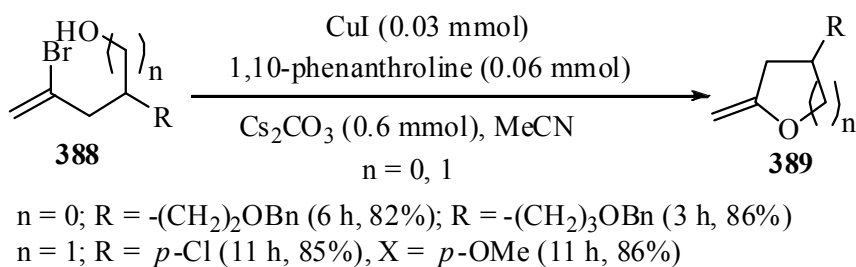 HO
Br
( )n
R
388
CuI (0.03 mmol)
1,10-phenanthroline (0.06 mmol)
Cs₂CO₃ (0.6 mmol), MeCN
n = 0, 1
R
O
( )n
389
n = 0; R = -(CH₂)₂OBn (6 h, 82%); R = -(CH₂)₃OBn (3 h, 86%)
n = 1; R = p-Cl (11 h, 85%), X = p-OMe (11 h, 86%)